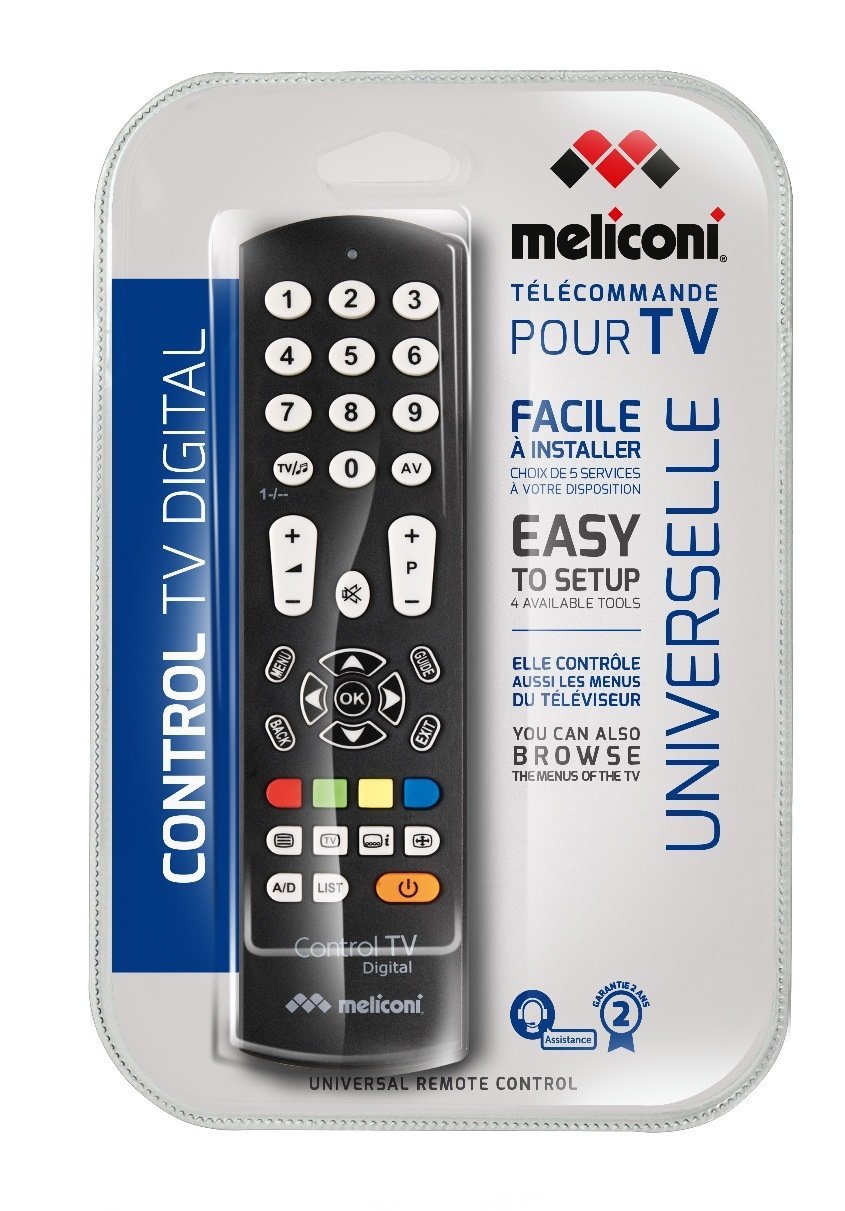 meliconi®
TÉLÉCOMMANDE
POUR TV
FACILE
À INSTALLER
CHOIX DE 5 SERVICES
À VOTRE DISPOSITION
EASY
TO SETUP
4 AVAILABLE TOOLS
ELLE CONTRÔLE
AUSSI LES MENUS
DU TÉLÉVISEUR
YOU CAN ALSO
BROWSE
THE MENUS OF THE TV
UNIVERSELLE
CONTROL TV DIGITAL
1 2 3
4 5 6
7 8 9
TV/ 0 AV
1-/--
+ +
P
- -
MENU GUIDE
OK
BACK EXIT
TV i
A/D LIST
Control TV
Digital
meliconi
Assistance
GARANTIE 2 ANS
2
UNIVERSAL REMOTE CONTROL